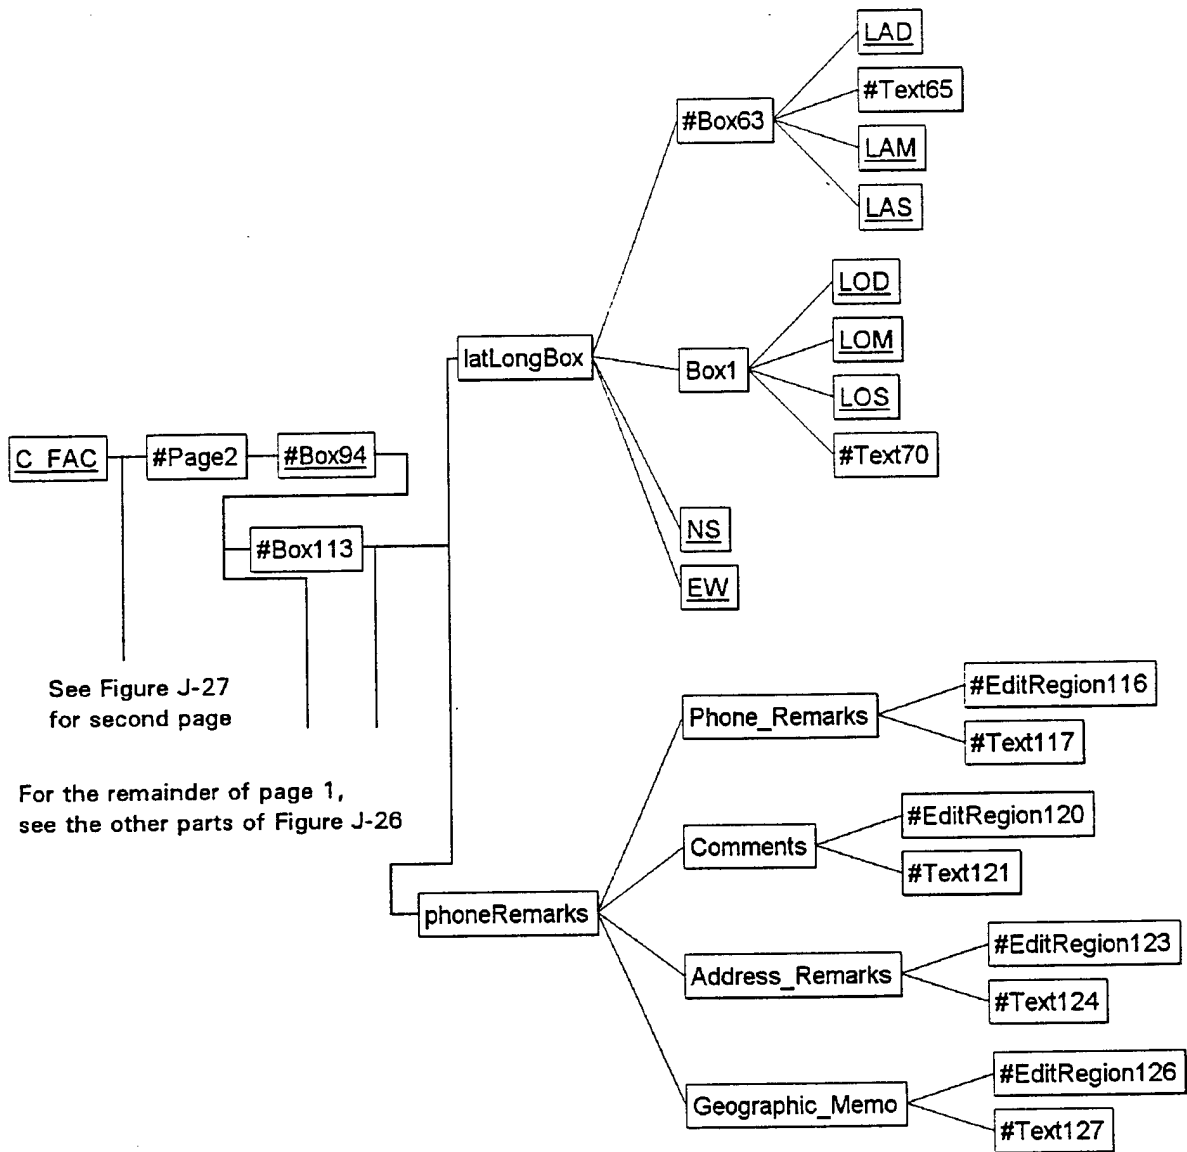 LAD
#Text65
#Box63
LAM
LAS
LOD
LOM
latLongBox
Box1
LOS
#Text70
C_FAC
#Page2
#Box94
NS
#Box113
EW
See Figure J-27
for second page
#EditRegion116
Phone_Remarks
#Text117
For the remainder of page 1,
see the other parts of Figure J-26
#EditRegion120
Comments
#Text121
phoneRemarks
#EditRegion123
Address_Remarks
#Text124
#EditRegion126
Geographic_Memo
#Text127